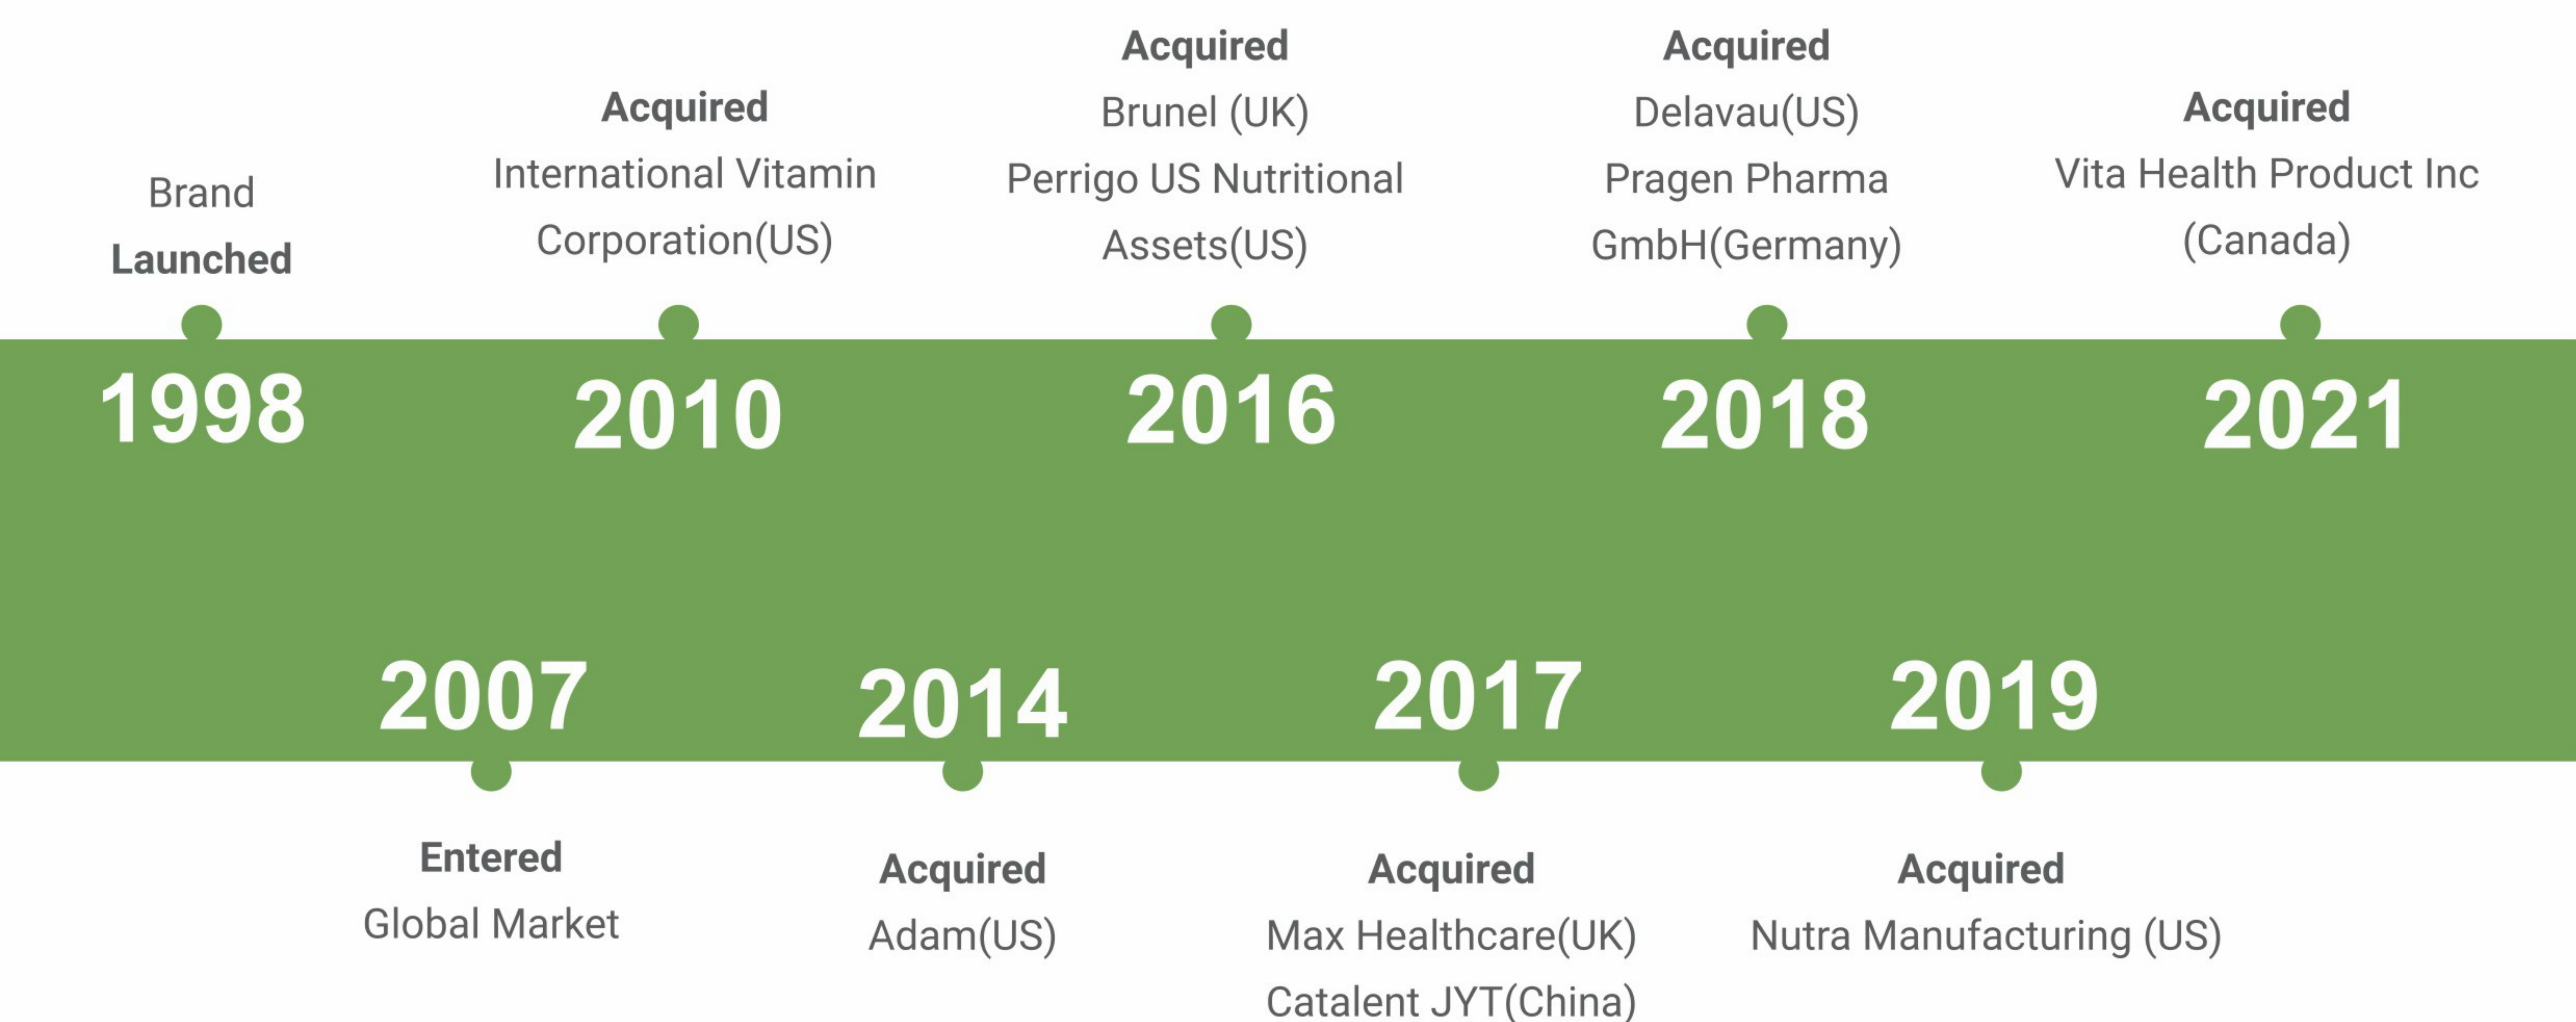 Brand
Launched
1998
Acquired
International Vitamin
Corporation(US)
2010
Acquired
Brunel (UK)
Perrigo US Nutritional
Assets(US)
2016
Acquired
Delavau(US)
Pragen Pharma
GmbH(Germany)
2018
Acquired
Vita Health Product Inc
(Canada)
2021
2007
Entered
Global Market
2014
Acquired
Adam(US)
2017
Acquired
Max Healthcare(UK)
Catalent JYT(China)
2019
Acquired
Nutra Manufacturing (US)